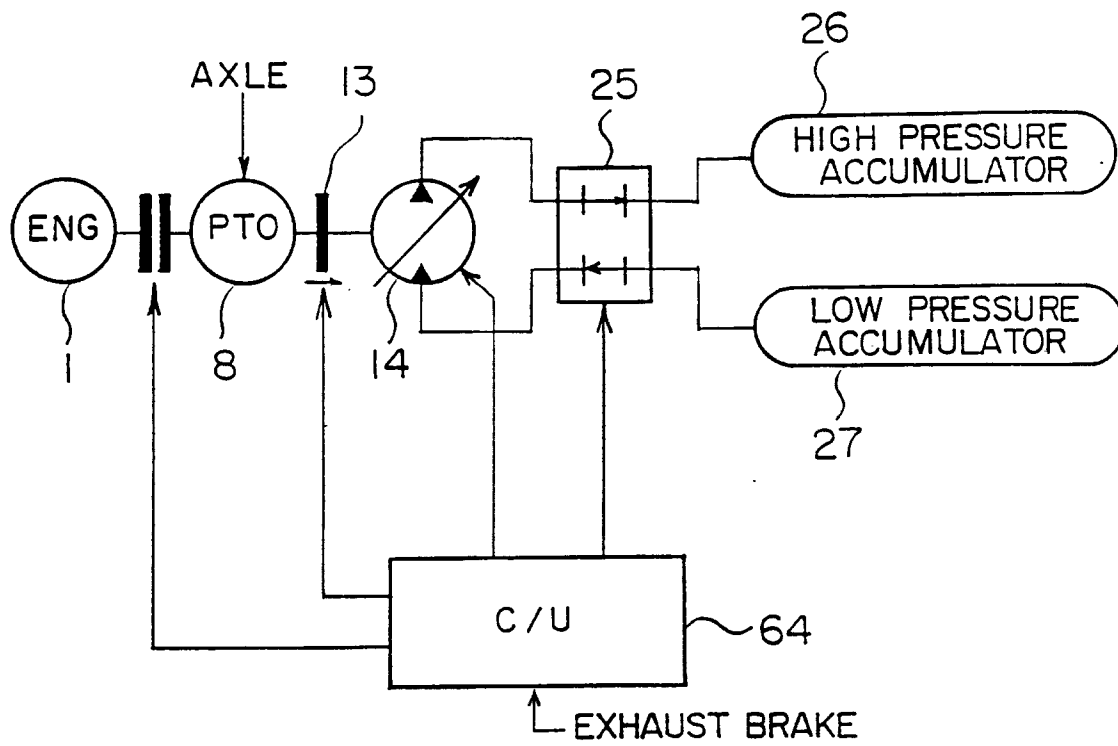 26
AXLE
13
25
HIGH PRESSURE
ACCUMULATOR
ENG
PTO
LOW PRESSURE
ACCUMULATOR
1
8
14
27
C/U
64
EXHAUST BRAKE